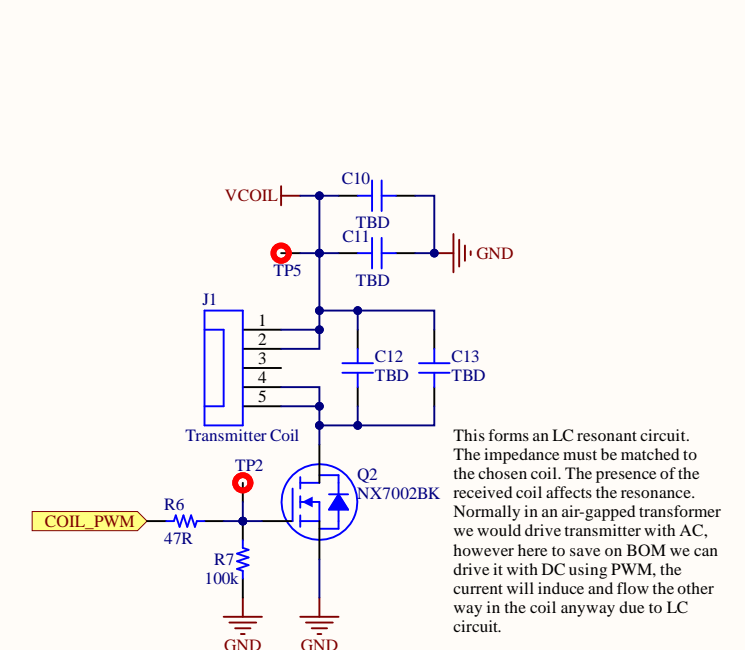 C10
VCOIL
TBD
C11
GND
TP5
TBD
J1
1
2
3
4
5
C12
TBD
C13
TBD
Transmitter Coil
This forms an LC resonant circuit.
The impedance must be matched to
the chosen coil. The presence of the
received coil affects the resonance.
Normally in an air-gapped transformer
we would drive transmitter with AC,
however here to save on BOM we can
drive it with DC using PWM, the
current will induce and flow the other
way in the coil anyway due to LC
circuit.
TP2
Q2
NX7002BK
R6
COIL_PWM
47R
R7
100k
GND
GND